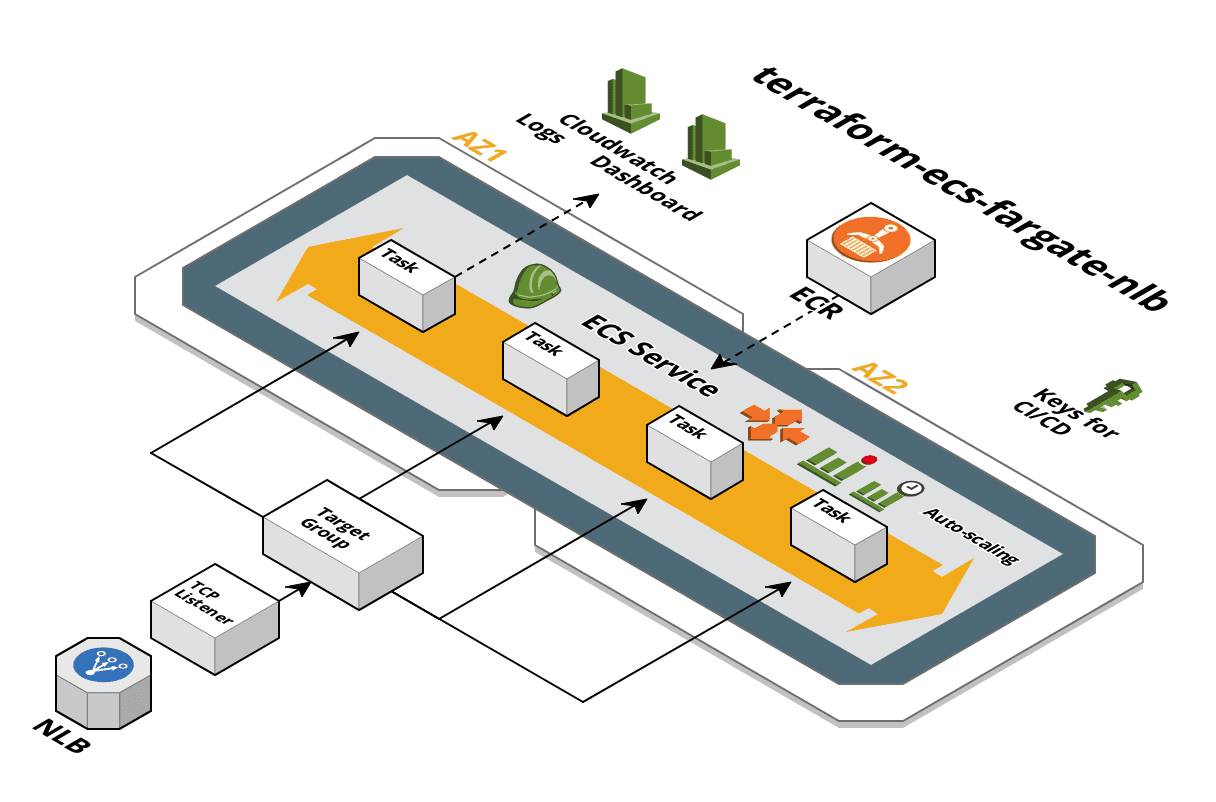 terraform-ecs-fargate-nlb
AZ1
Logs
Cloudwatch
Dashboard
ECR
Task
ECS Service
Task
AZ2
Keys for
CI/CD
Task
Task
Auto-scaling
Target
Group
TCP
Listener
NLB